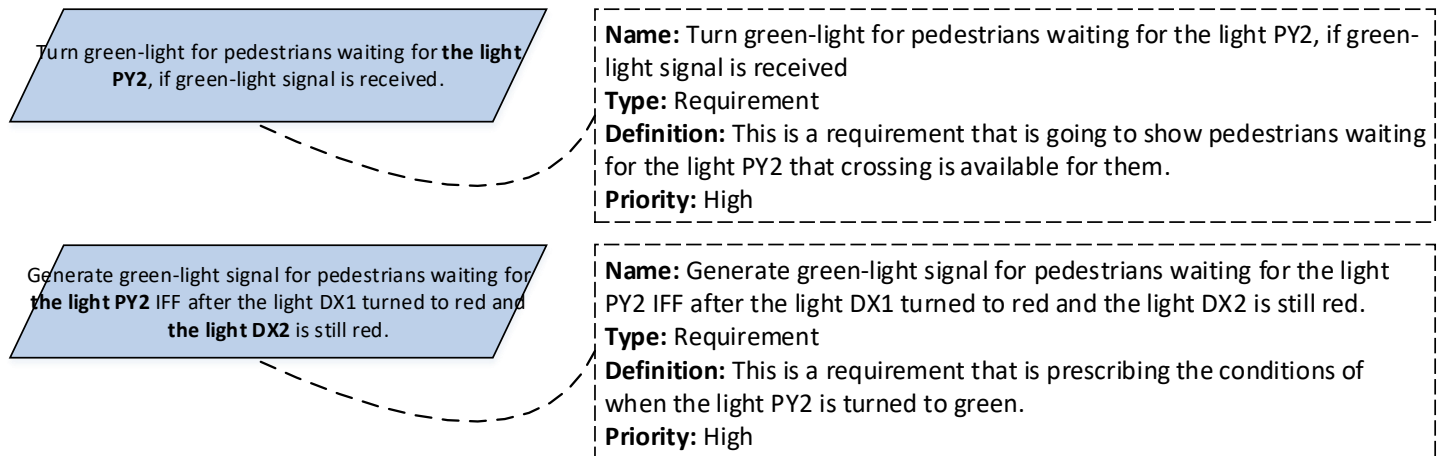 Turn green-light for pedestrians waiting for the light
PY2, if green-light signal is received.
Name: Turn green-light for pedestrians waiting for the light PY2, if green-
light signal is received
Type: Requirement
Definition: This is a requirement that is going to show pedestrians waiting
for the light PY2 that crossing is available for them.
Priority: High
Generate green-light signal for pedestrians waiting for
the light PY2 IFF after the light DX1 turned to red and
the light DX2 is still red.
Name: Generate green-light signal for pedestrians waiting for the light
PY2 IFF after the light DX1 turned to red and the light DX2 is still red.
Type: Requirement
Definition: This is a requirement that is prescribing the conditions of
when the light PY2 is turned to green.
Priority: High